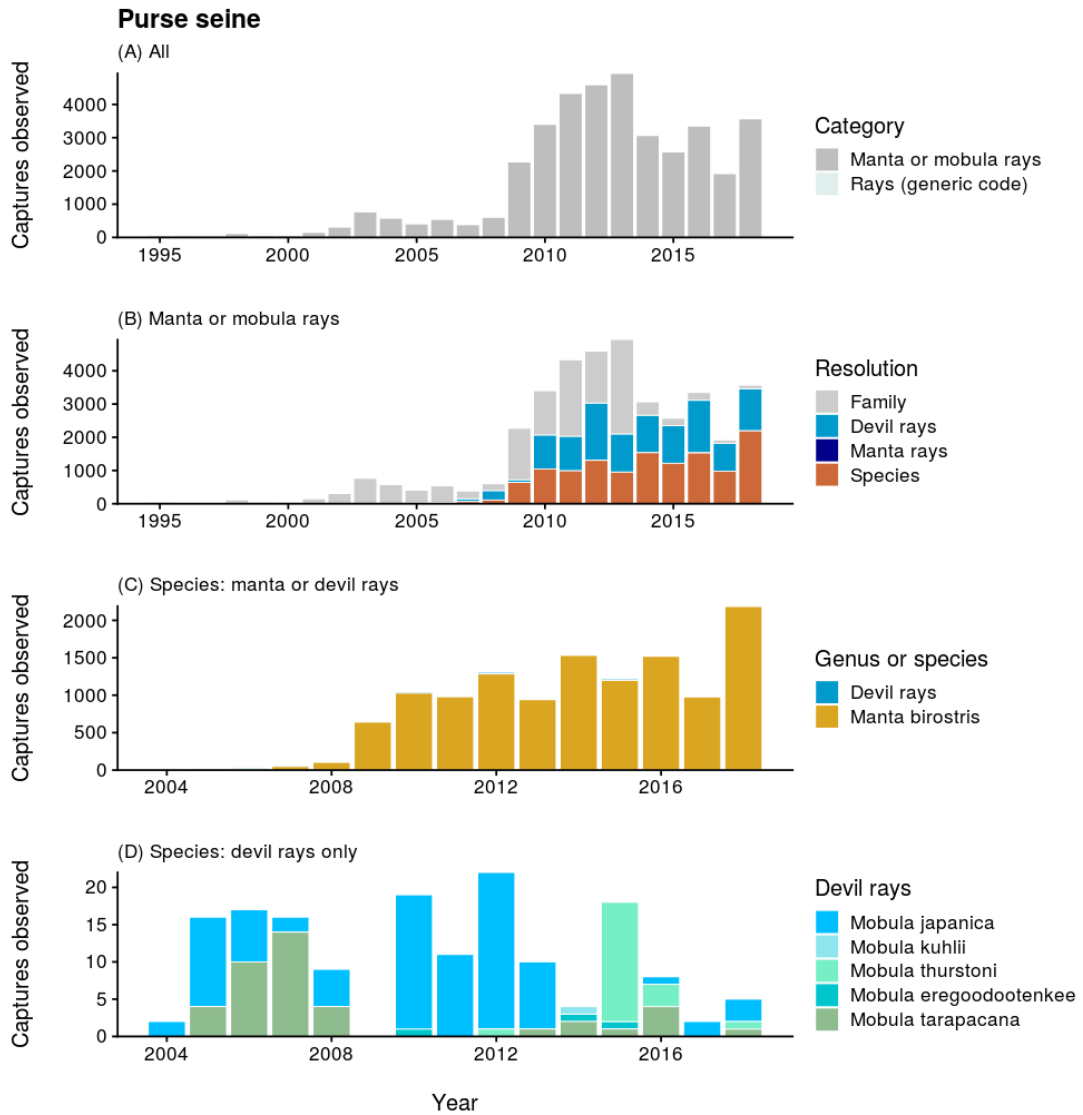 Purse seine
(A) All
Captures observed
4000
3000
2000
1000
0
1995
2000
2005
2010
2015
Category
Manta or mobula rays
Rays (generic code)
(B) Manta or mobula rays
Captures observed
4000
3000
2000
1000
0
1995
2000
2005
2010
2015
Resolution
Family
Devil rays
Manta rays
Species
(C) Species: manta or devil rays
Captures observed
2000
1500
1000
500
0
2004
2008
2012
2016
Genus or species
Devil rays
Manta birostris
(D) Species: devil rays only
Captures observed
20
15
10
5
0
2004
2008
2012
2016
Devil rays
Mobula japanica
Mobula kuhlii
Mobula thurstoni
Mobula eregoodootenkee
Mobula tarapacana
Year